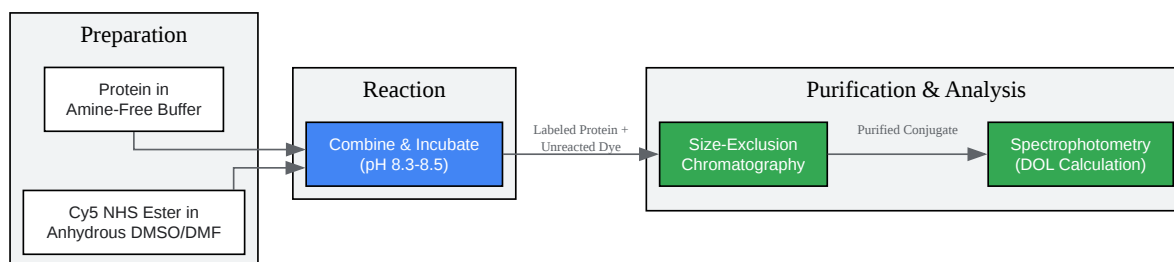 Preparation
Protein in
Amine-Free Buffer
Cy5 NHS Ester in
Anhydrous DMSO/DMF
Reaction
Combine & Incubate
(pH 8.3-8.5)
Labeled Protein +
Unreacted Dye
Purification & Analysis
Size-Exclusion
Chromatography
Purified Conjugate
Spectrophotometry
(DOL Calculation)